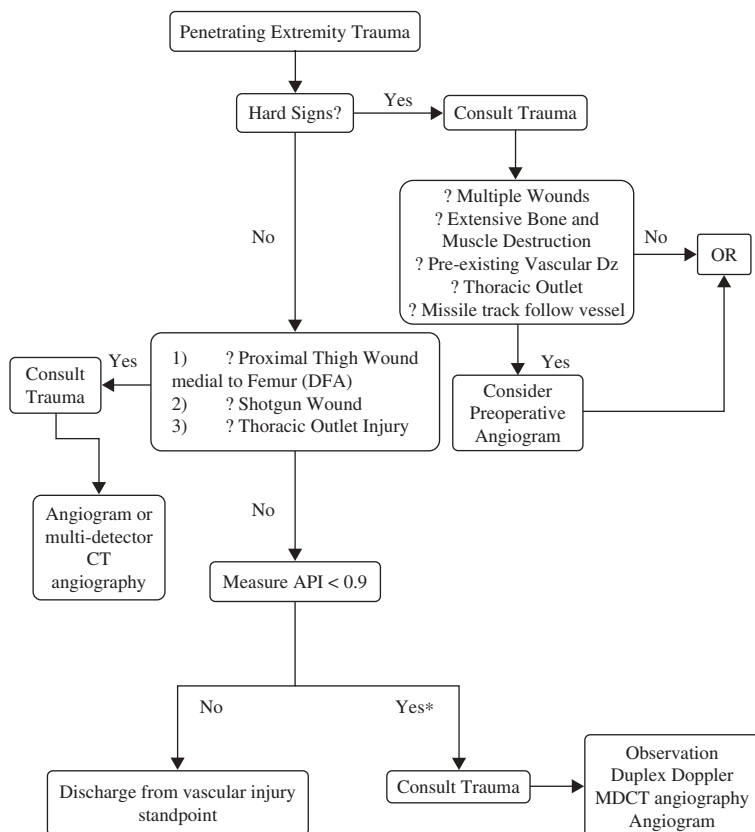 Penetrating Extremity Trauma
Hard Signs?
Yes
Consult Trauma
? Multiple Wounds
? Extensive Bone and
Muscle Destruction
? Pre-existing Vascular Dz
? Thoracic Outlet
? Missile track follow vessel
No
OR
Yes
Consider
Preoperative
Angiogram
No
1) ? Proximal Thigh Wound
medial to Femur (DFA)
2) ? Shotgun Wound
3) ? Thoracic Outlet Injury
Yes
Consult
Trauma
Angiogram or
multi-detector
CT
angiography
No
Measure API < 0.9
No
Discharge from vascular injury
standpoint
Yes*
Consult Trauma
Observation
Duplex Doppler
MDCT angiography
Angiogram